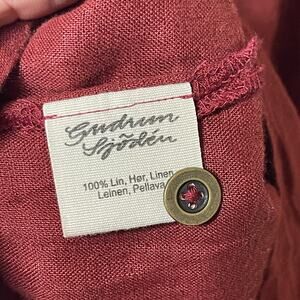 Gudrun
Sjödén
100% Lin, Hør, Linen
Leinen, Pellava